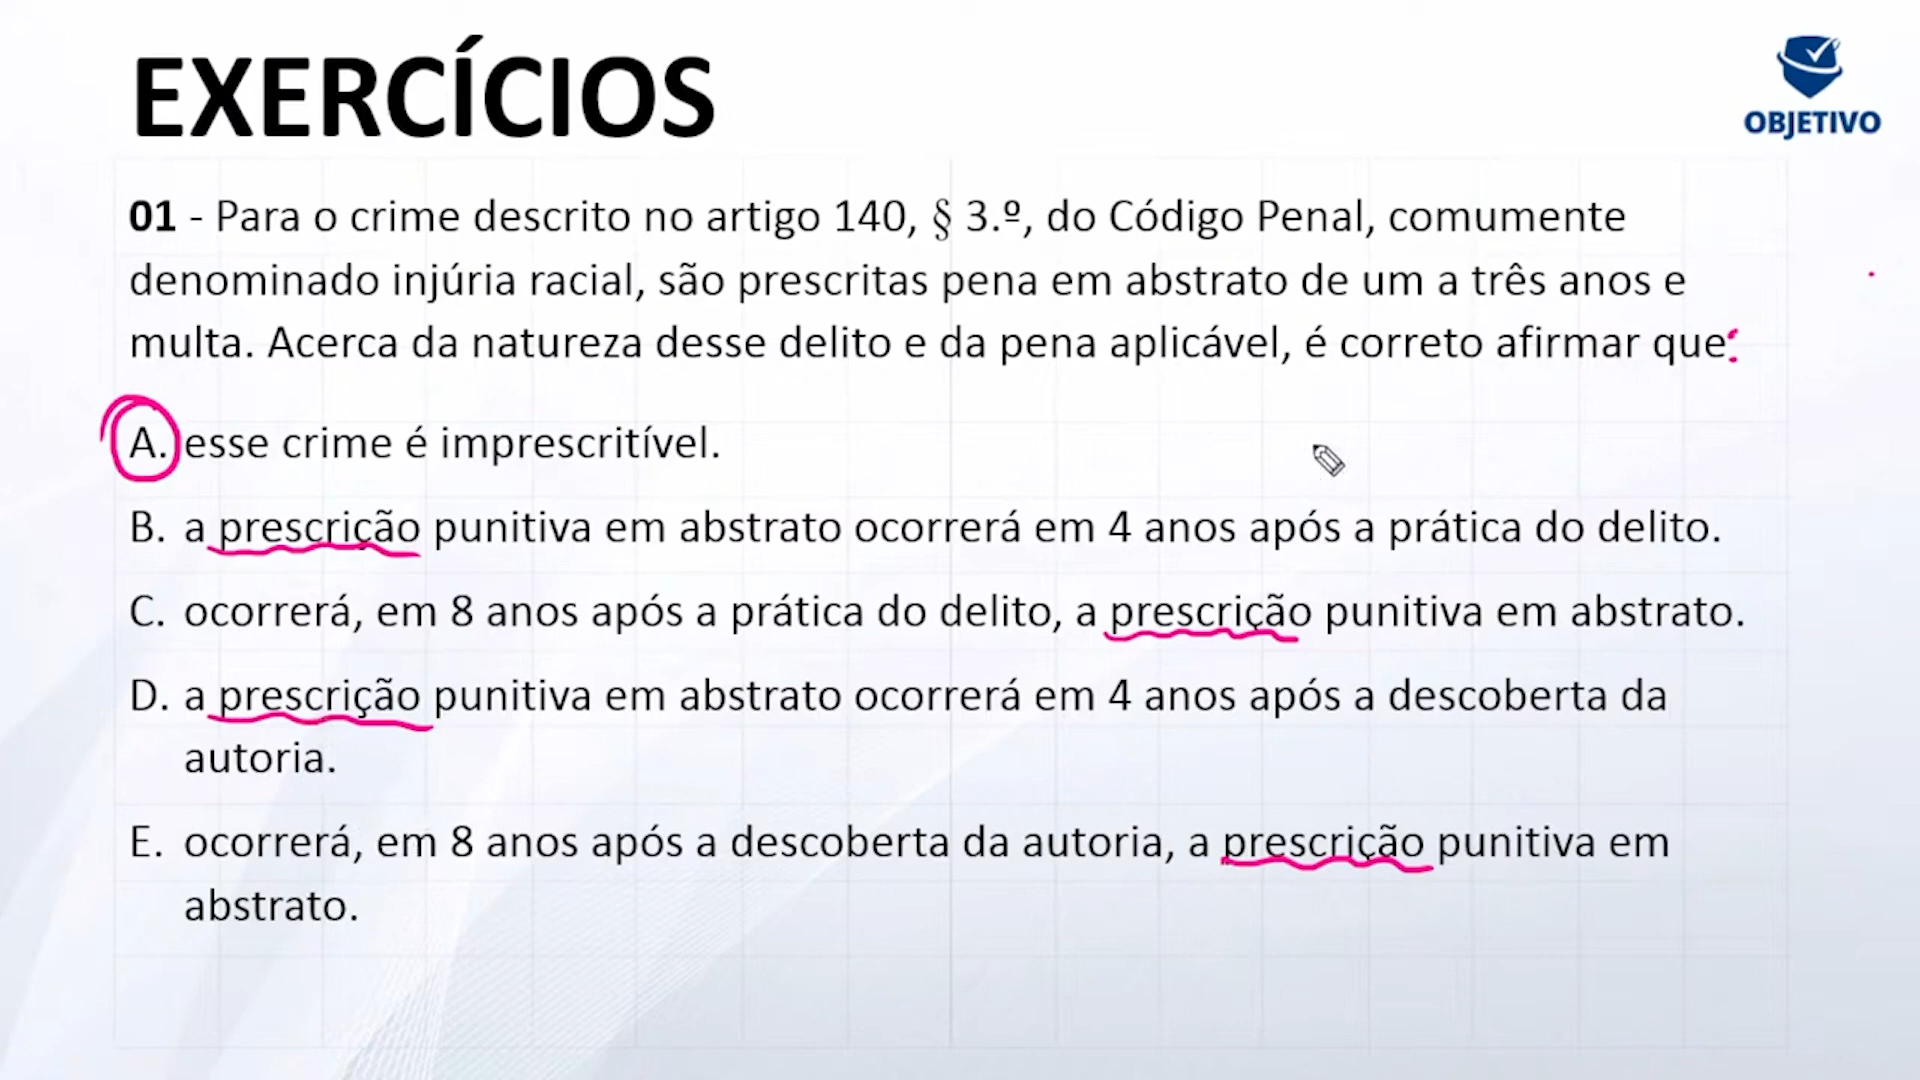 EXERCÍCIOS
OBJETIVO
01 - Para o crime descrito no artigo 140, § 3.º, do Código Penal, comumente
denominado injúria racial, são prescritas pena em abstrato de um a três anos e
multa. Acerca da natureza desse delito e da pena aplicável, é correto afirmar que:
A. esse crime é imprescritível.
B. a prescrição punitiva em abstrato ocorrerá em 4 anos após a prática do delito.
C. ocorrerá, em 8 anos após a prática do delito, a prescrição punitiva em abstrato.
D. a prescrição punitiva em abstrato ocorrerá em 4 anos após a descoberta da
autoria.
E. ocorrerá, em 8 anos após a descoberta da autoria, a prescrição punitiva em
abstrato.